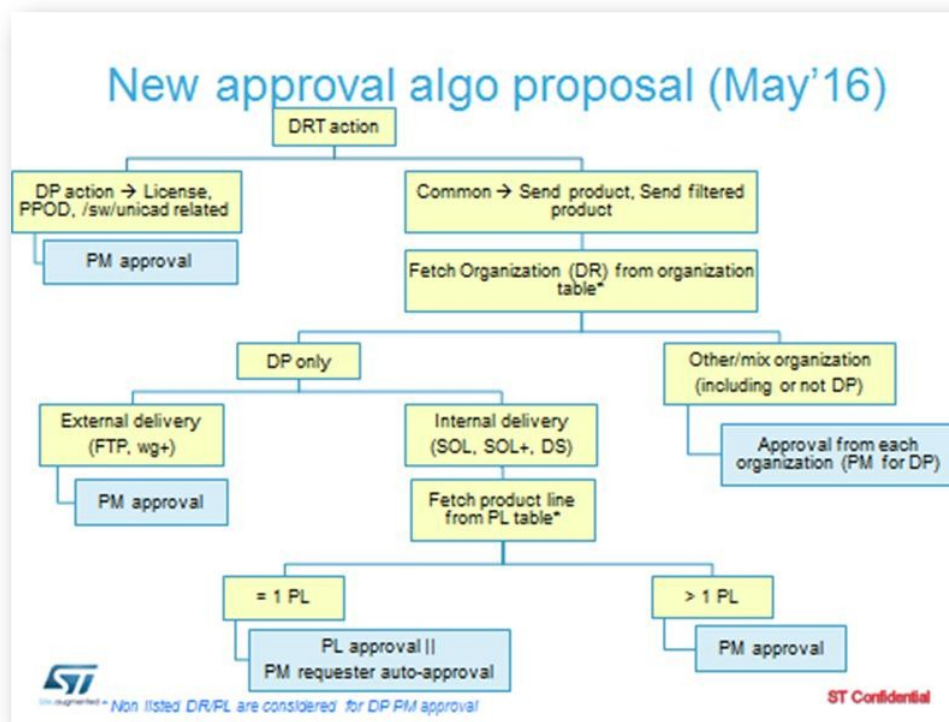 New approval algo proposal (May'16)
DRT action
DP action → License,
PPOD, /sw/unicad related
PM approval
Common → Send product, Send filtered
product
Fetch Organization (DR) from organization
table*
DP only
Other/mix organization
(including or not DP)
Approval from each
organization (PM for DP)
External delivery
(FTP, wg+)
PM approval
Internal delivery
(SOL, SOL+, DS)
Fetch product line
from PL table*
= 1 PL
PL approval ||
PM requester auto-approval
> 1 PL
PM approval
ST
life.augmented
* Non listed DR/PL are considered for DP PM approval
ST Confidential